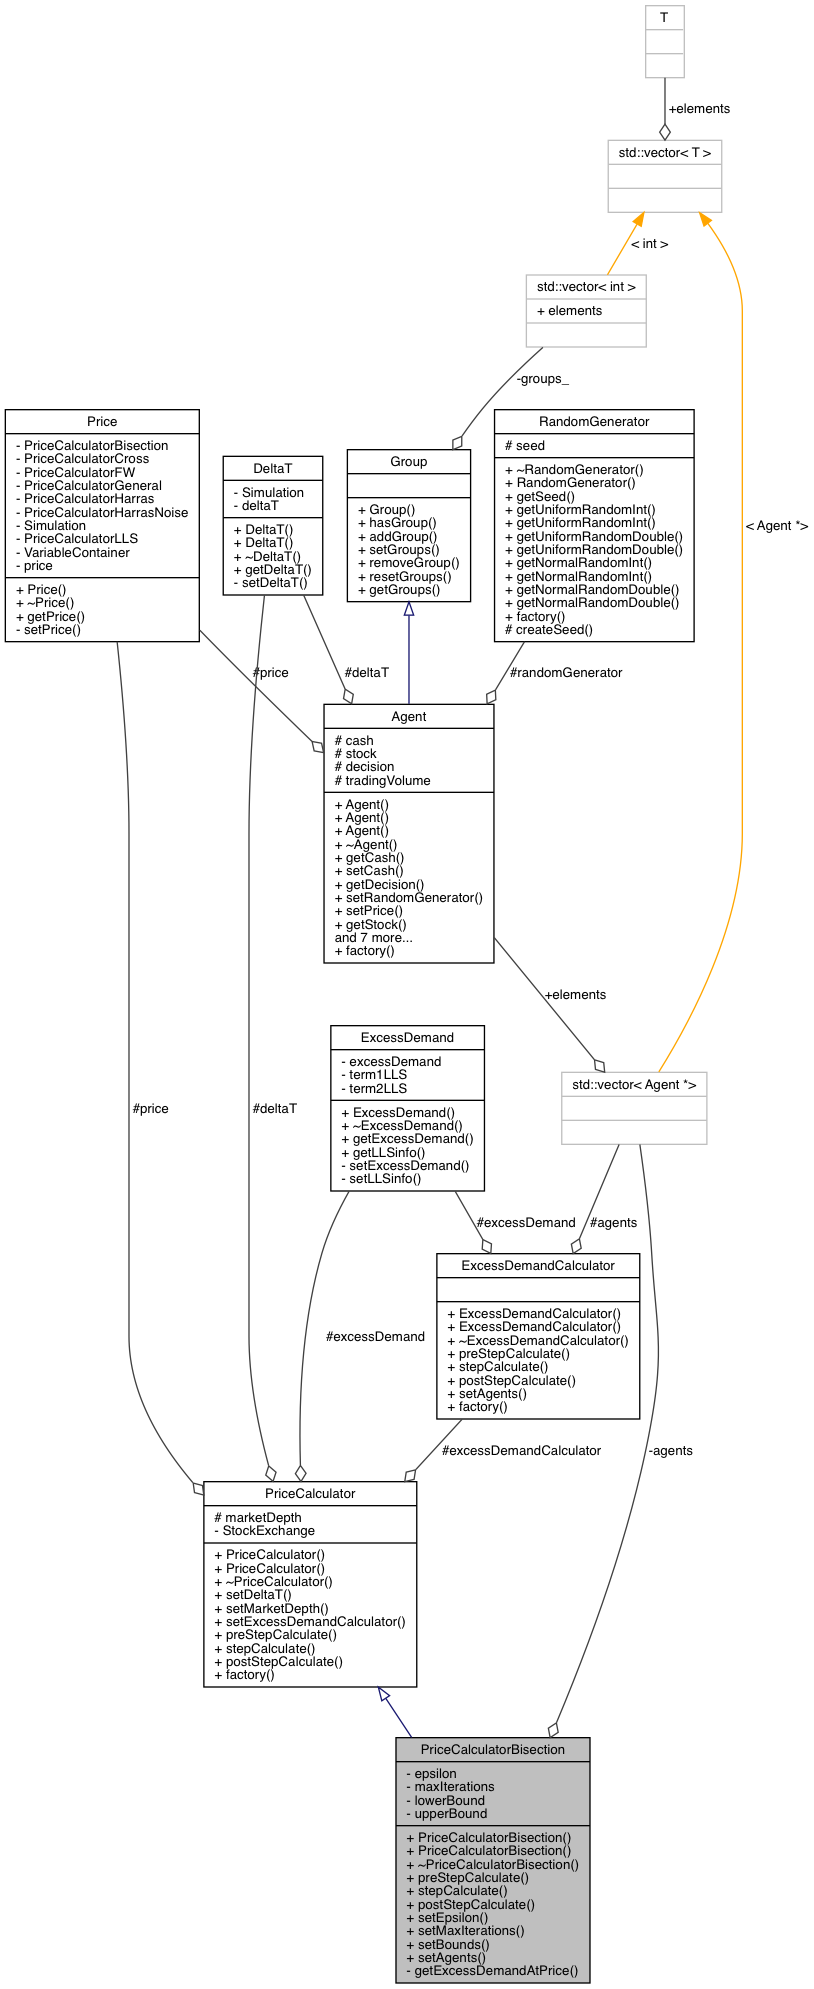 T
+elements
std::vector< T >
< int >
std::vector< int >
+ elements
-groups_
< Agent *>
Price
- PriceCalculatorBisection
- PriceCalculatorCross
- PriceCalculatorFW
- PriceCalculatorGeneral
- PriceCalculatorHarras
- PriceCalculatorHarrasNoise
- Simulation
- PriceCalculatorLLS
- VariableContainer
- price
+ Price()
+ ~Price()
+ getPrice()
- setPrice()
DeltaT
- Simulation
- deltaT
+ DeltaT()
+ DeltaT()
+ ~DeltaT()
+ getDeltaT()
- setDeltaT()
Group
+ Group()
+ hasGroup()
+ addGroup()
+ setGroups()
+ removeGroup()
+ resetGroups()
+ getGroups()
RandomGenerator
# seed
+ ~RandomGenerator()
+ RandomGenerator()
+ getSeed()
+ getUniformRandomInt()
+ getUniformRandomInt()
+ getUniformRandomDouble()
+ getUniformRandomDouble()
+ getNormalRandomInt()
+ getNormalRandomInt()
+ getNormalRandomDouble()
+ getNormalRandomDouble()
+ factory()
# createSeed()
#price
#deltaT
#randomGenerator
Agent
# cash
# stock
# decision
# tradingVolume
+ Agent()
+ Agent()
+ Agent()
+ ~Agent()
+ getCash()
+ setCash()
+ getDecision()
+ setRandomGenerator()
+ setPrice()
+ getStock()
and 7 more...
+ factory()
+elements
std::vector< Agent *>
ExcessDemand
- excessDemand
- term1LLS
- term2LLS
+ ExcessDemand()
+ ~ExcessDemand()
+ getExcessDemand()
+ getLLSinfo()
- setExcessDemand()
- setLLSinfo()
#price
#deltaT
#excessDemand
#agents
ExcessDemandCalculator
+ ExcessDemandCalculator()
+ ExcessDemandCalculator()
+ ~ExcessDemandCalculator()
+ preStepCalculate()
+ stepCalculate()
+ postStepCalculate()
+ setAgents()
+ factory()
#excessDemand
#excessDemandCalculator
-agents
PriceCalculator
# marketDepth
- StockExchange
+ PriceCalculator()
+ PriceCalculator()
+ ~PriceCalculator()
+ setDeltaT()
+ setMarketDepth()
+ setExcessDemandCalculator()
+ preStepCalculate()
+ stepCalculate()
+ postStepCalculate()
+ factory()
PriceCalculatorBisection
- epsilon
- maxIterations
- lowerBound
- upperBound
+ PriceCalculatorBisection()
+ PriceCalculatorBisection()
+ ~PriceCalculatorBisection()
+ preStepCalculate()
+ stepCalculate()
+ postStepCalculate()
+ setEpsilon()
+ setMaxIterations()
+ setBounds()
+ setAgents()
- getExcessDemandAtPrice()